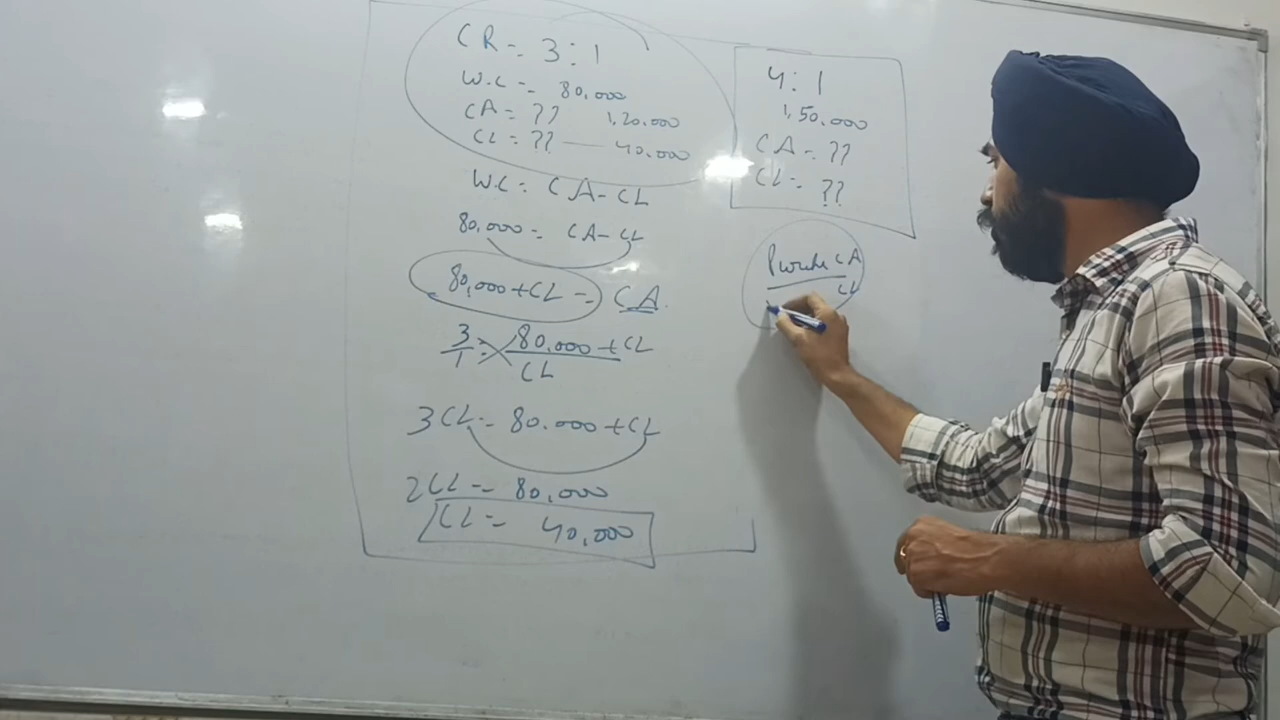 CR = 3 : 1
W.C = 80,000
CA = ?? 1,20,000
CL = ?? — 40,000
W.C = CA - CL
80,000 = CA - CL
80,000 + CL = CA.
3/1 = 80,000 + CL / CL
3CL = 80,000 + CL
2CL = 80,000
CL = 40,000
4 : 1
1,50,000
CA = ??
CL = ??
CA
CL